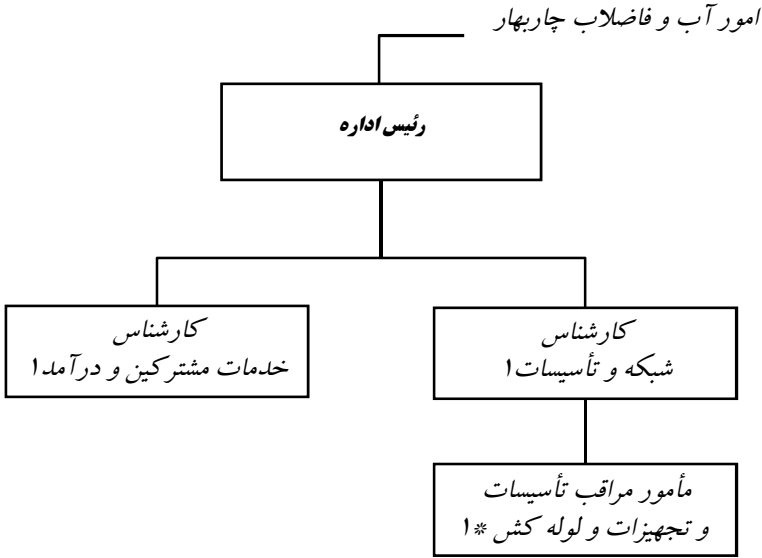 امور آب و فاضلاب چاربهار
رئیس اداره
کارشناس
شبکه و تأسیسات۱
کارشناس
خدمات مشترکین و درآمد۱
مأمور مراقب تأسیسات
و تجهیزات و لوله کش *۱